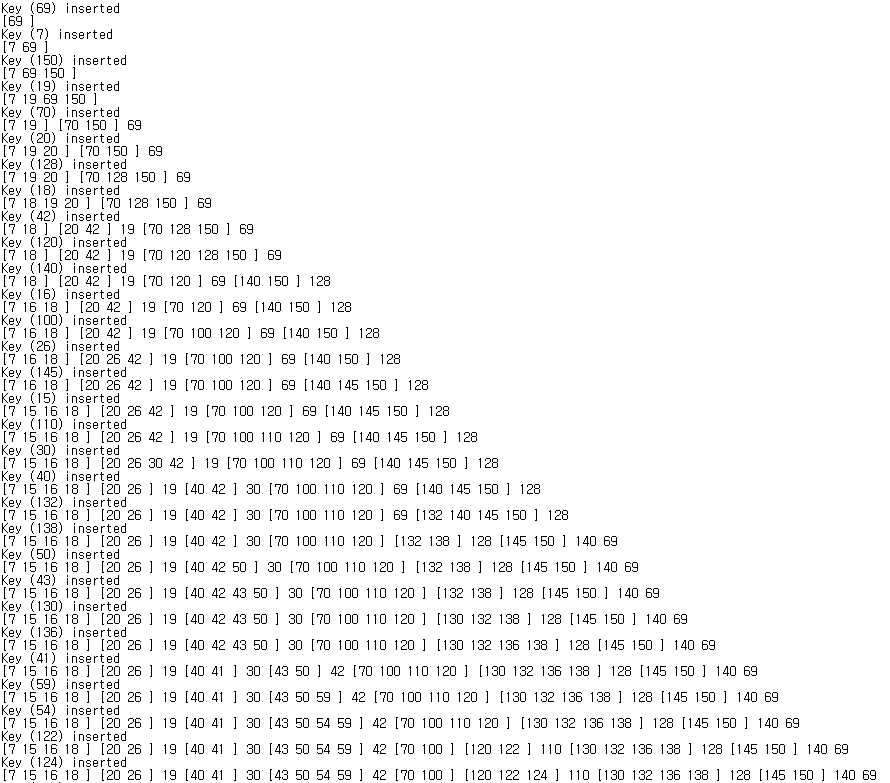 Key (69) inserted
[69 ]
Key (7) inserted
[7 69 ]
Key (150) inserted
[7 69 150 ]
Key (19) inserted
[7 19 69 150 ]
Key (70) inserted
[7 19 ] [70 150 ] 69
Key (20) inserted
[7 19 20 ] [70 150 ] 69
Key (128) inserted
[7 19 20 ] [70 128 150 ] 69
Key (18) inserted
[7 18 19 20 ] [70 128 150 ] 69
Key (42) inserted
[7 18 ] [20 42 ] 19 [70 128 150 ] 69
Key (120) inserted
[7 18 ] [20 42 ] 19 [70 120 128 150 ] 69
Key (140) inserted
[7 18 ] [20 42 ] 19 [70 120 ] 69 [140 150 ] 128
Key (16) inserted
[7 16 18 ] [20 42 ] 19 [70 120 ] 69 [140 150 ] 128
Key (100) inserted
[7 16 18 ] [20 42 ] 19 [70 100 120 ] 69 [140 150 ] 128
Key (26) inserted
[7 16 18 ] [20 26 42 ] 19 [70 100 120 ] 69 [140 150 ] 128
Key (145) inserted
[7 16 18 ] [20 26 42 ] 19 [70 100 120 ] 69 [140 145 150 ] 128
Key (15) inserted
[7 15 16 18 ] [20 26 42 ] 19 [70 100 120 ] 69 [140 145 150 ] 128
Key (110) inserted
[7 15 16 18 ] [20 26 42 ] 19 [70 100 110 120 ] 69 [140 145 150 ] 128
Key (30) inserted
[7 15 16 18 ] [20 26 30 42 ] 19 [70 100 110 120 ] 69 [140 145 150 ] 128
Key (40) inserted
[7 15 16 18 ] [20 26 ] 19 [40 42 ] 30 [70 100 110 120 ] 69 [140 145 150 ] 128
Key (132) inserted
[7 15 16 18 ] [20 26 ] 19 [40 42 ] 30 [70 100 110 120 ] 69 [132 140 145 150 ] 128
Key (138) inserted
[7 15 16 18 ] [20 26 ] 19 [40 42 ] 30 [70 100 110 120 ] [132 138 ] 128 [145 150 ] 140 69
Key (50) inserted
[7 15 16 18 ] [20 26 ] 19 [40 42 50 ] 30 [70 100 110 120 ] [132 138 ] 128 [145 150 ] 140 69
Key (43) inserted
[7 15 16 18 ] [20 26 ] 19 [40 42 43 50 ] 30 [70 100 110 120 ] [132 138 ] 128 [145 150 ] 140 69
Key (130) inserted
[7 15 16 18 ] [20 26 ] 19 [40 42 43 50 ] 30 [70 100 110 120 ] [130 132 138 ] 128 [145 150 ] 140 69
Key (136) inserted
[7 15 16 18 ] [20 26 ] 19 [40 42 43 50 ] 30 [70 100 110 120 ] [130 132 136 138 ] 128 [145 150 ] 140 69
Key (41) inserted
[7 15 16 18 ] [20 26 ] 19 [40 41 ] 30 [43 50 ] 42 [70 100 110 120 ] [130 132 136 138 ] 128 [145 150 ] 140 69
Key (59) inserted
[7 15 16 18 ] [20 26 ] 19 [40 41 ] 30 [43 50 59 ] 42 [70 100 110 120 ] [130 132 136 138 ] 128 [145 150 ] 140 69
Key (54) inserted
[7 15 16 18 ] [20 26 ] 19 [40 41 ] 30 [43 50 54 59 ] 42 [70 100 110 120 ] [130 132 136 138 ] 128 [145 150 ] 140 69
Key (122) inserted
[7 15 16 18 ] [20 26 ] 19 [40 41 ] 30 [43 50 54 59 ] 42 [70 100 ] [120 122 ] 110 [130 132 136 138 ] 128 [145 150 ] 140 69
Key (124) inserted
[7 15 16 18 ] [20 26 ] 19 [40 41 ] 30 [43 50 54 59 ] 42 [70 100 ] [120 122 124 ] 110 [130 132 136 138 ] 128 [145 150 ] 140 69